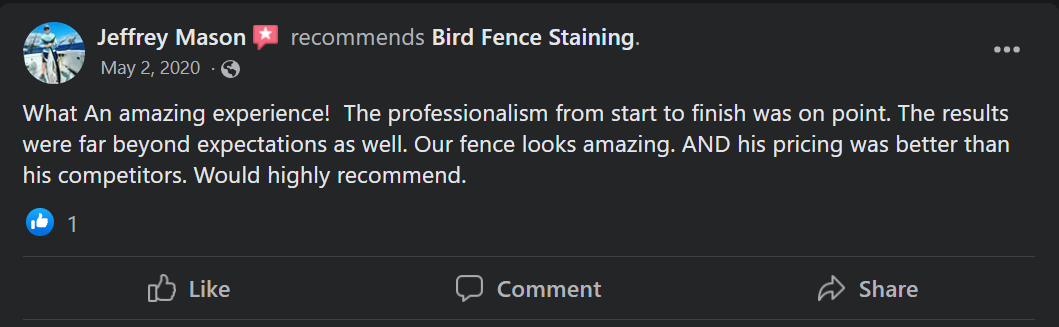 Jeffrey Mason recommends Bird Fence Staining.
May 2, 2020 ·
What An amazing experience!  The professionalism from start to finish was on point. The results
were far beyond expectations as well. Our fence looks amazing. AND his pricing was better than
his competitors. Would highly recommend.
1
Like Comment Share